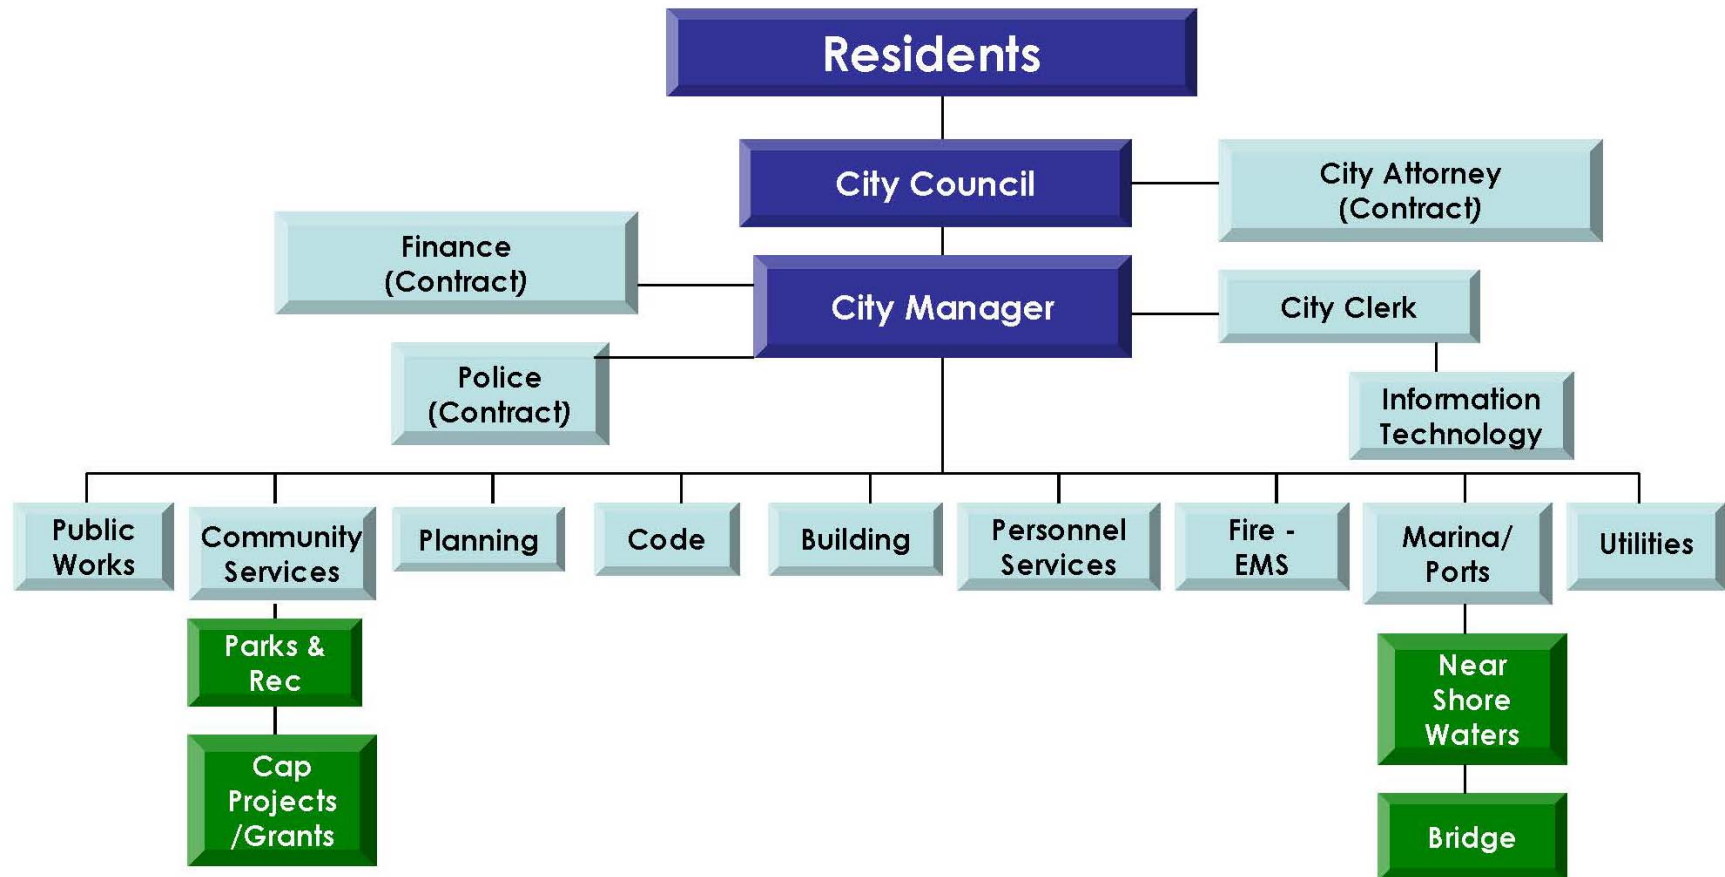 Residents
City Council
City Attorney
(Contract)
Finance
(Contract)
City Manager
City Clerk
Police
(Contract)
Information
Technology
Public
Works
Community
Services
Planning
Code
Building
Personnel
Services
Fire -
EMS
Marina/
Ports
Utilities
Parks &
Rec
Cap
Projects
/Grants
Near
Shore
Waters
Bridge